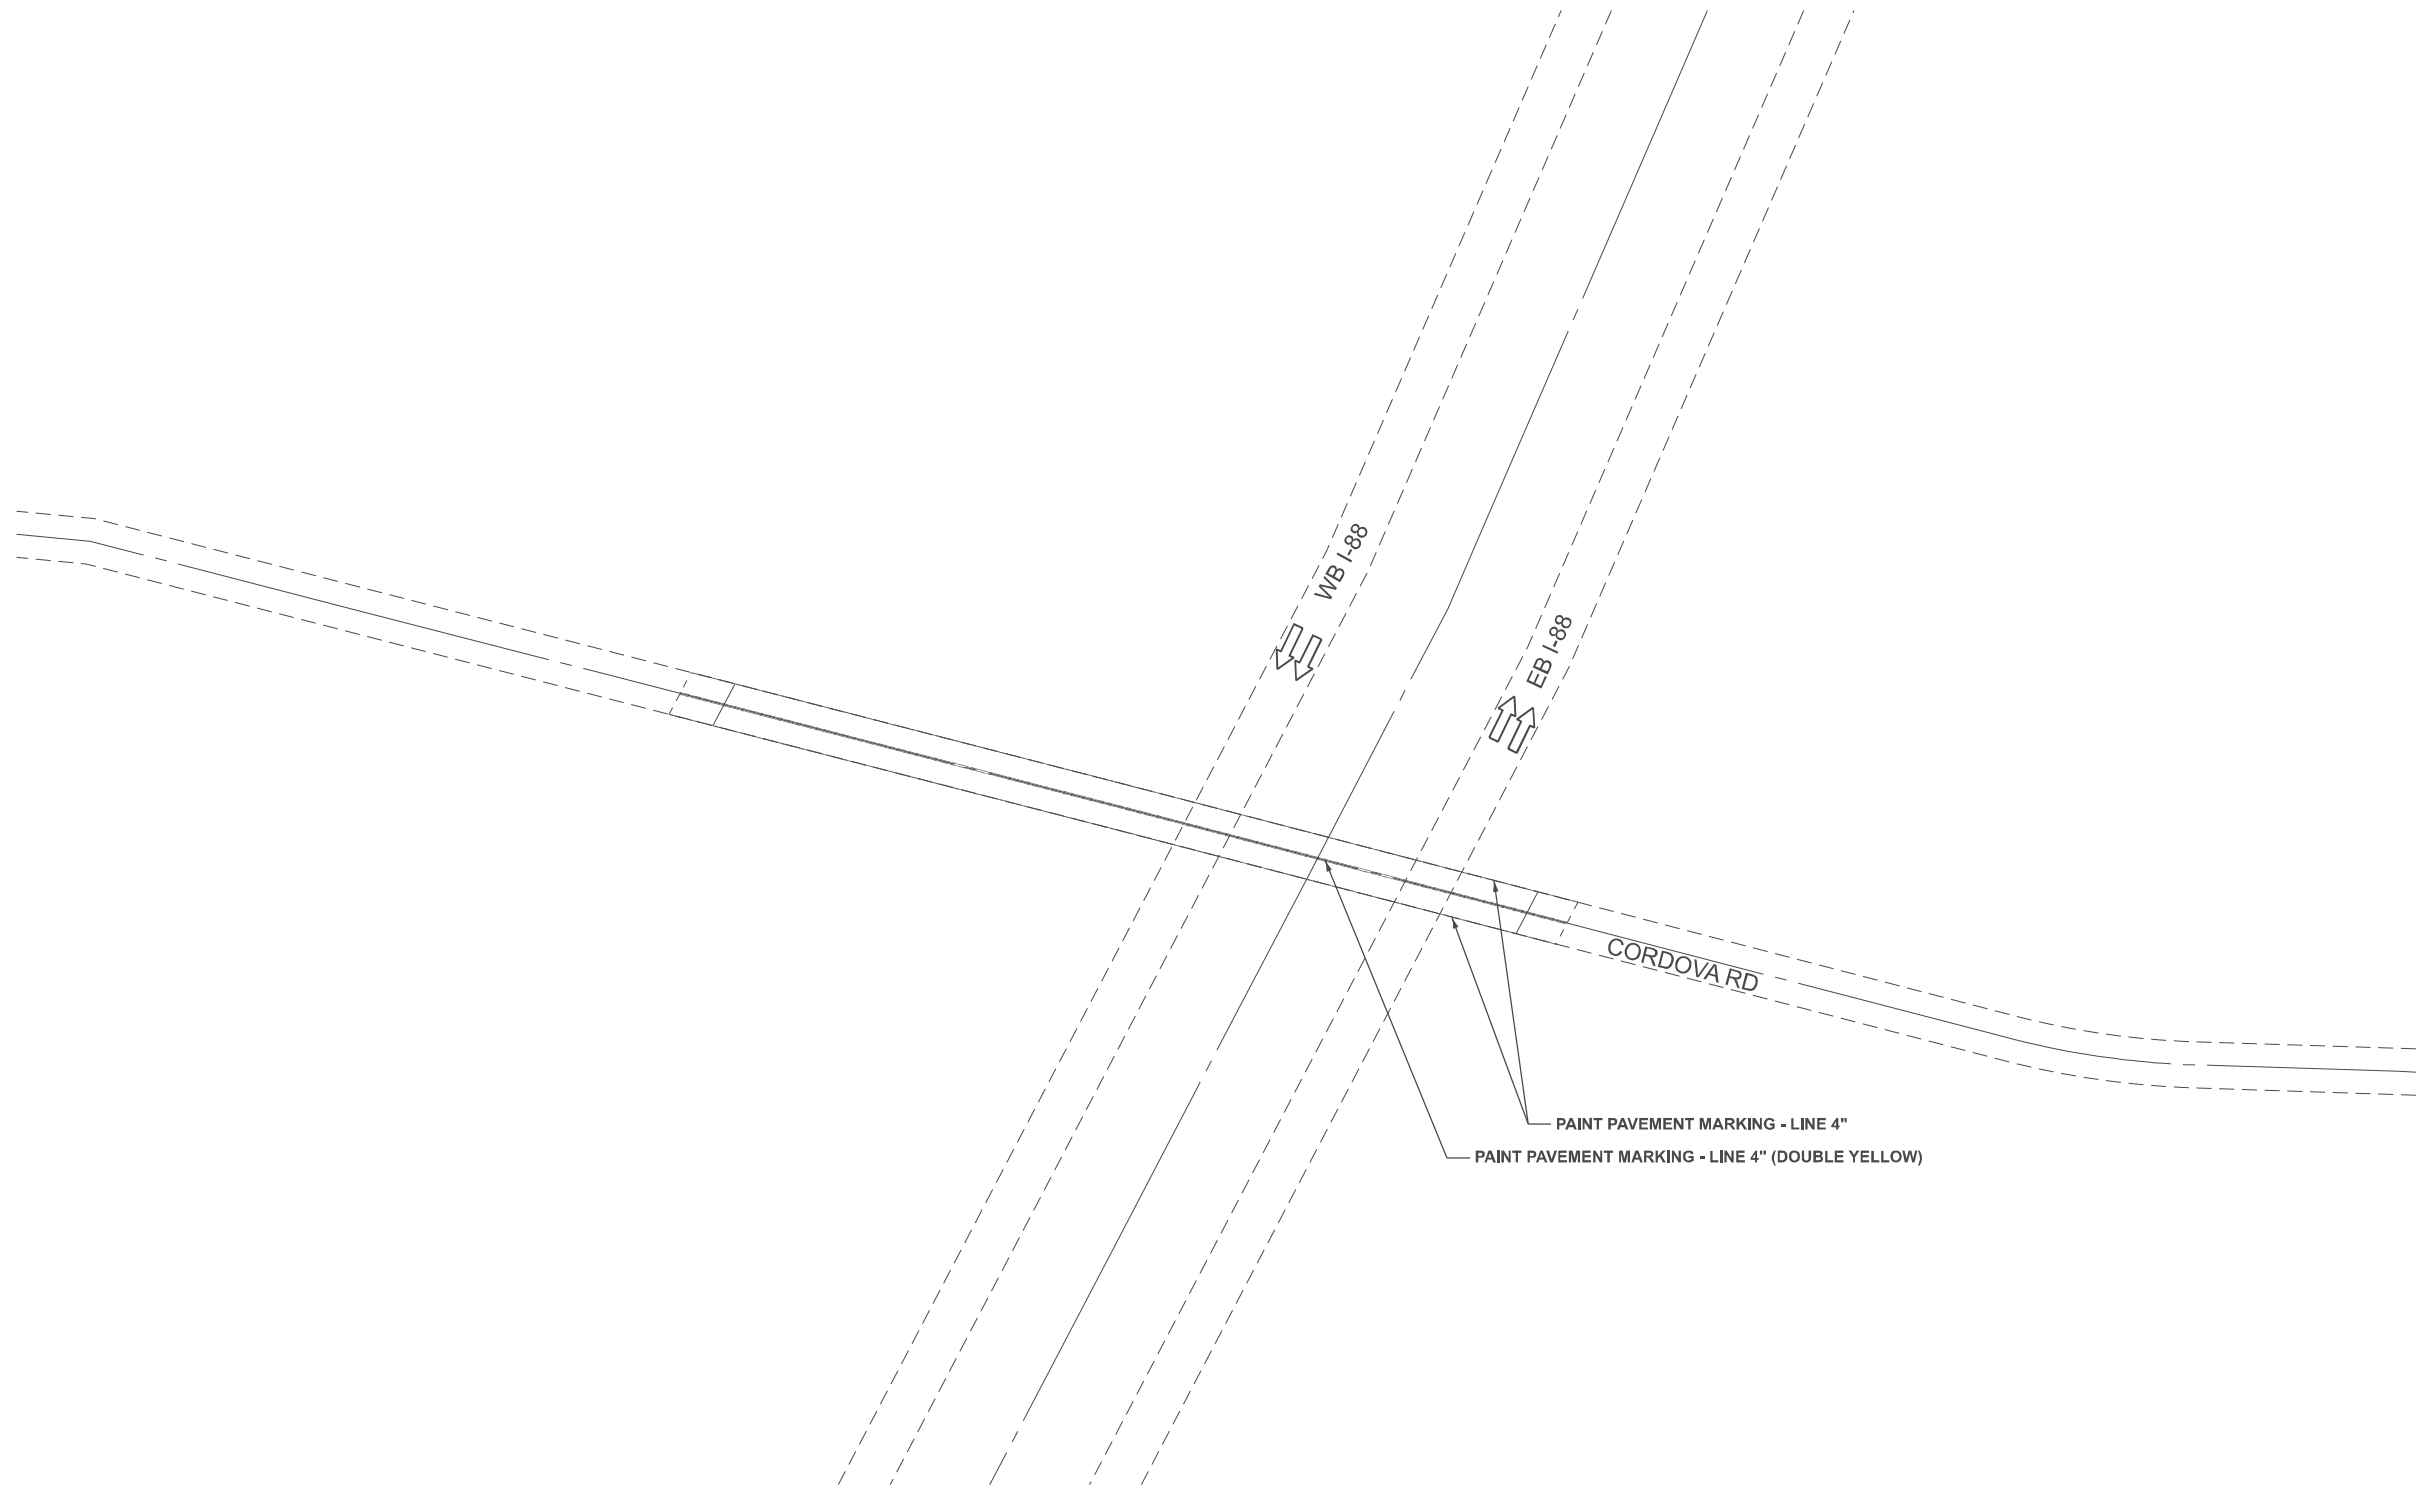 WB I-88
EB I-88
CORDOVA RD
PAINT PAVEMENT MARKING - LINE 4"
PAINT PAVEMENT MARKING - LINE 4" (DOUBLE YELLOW)